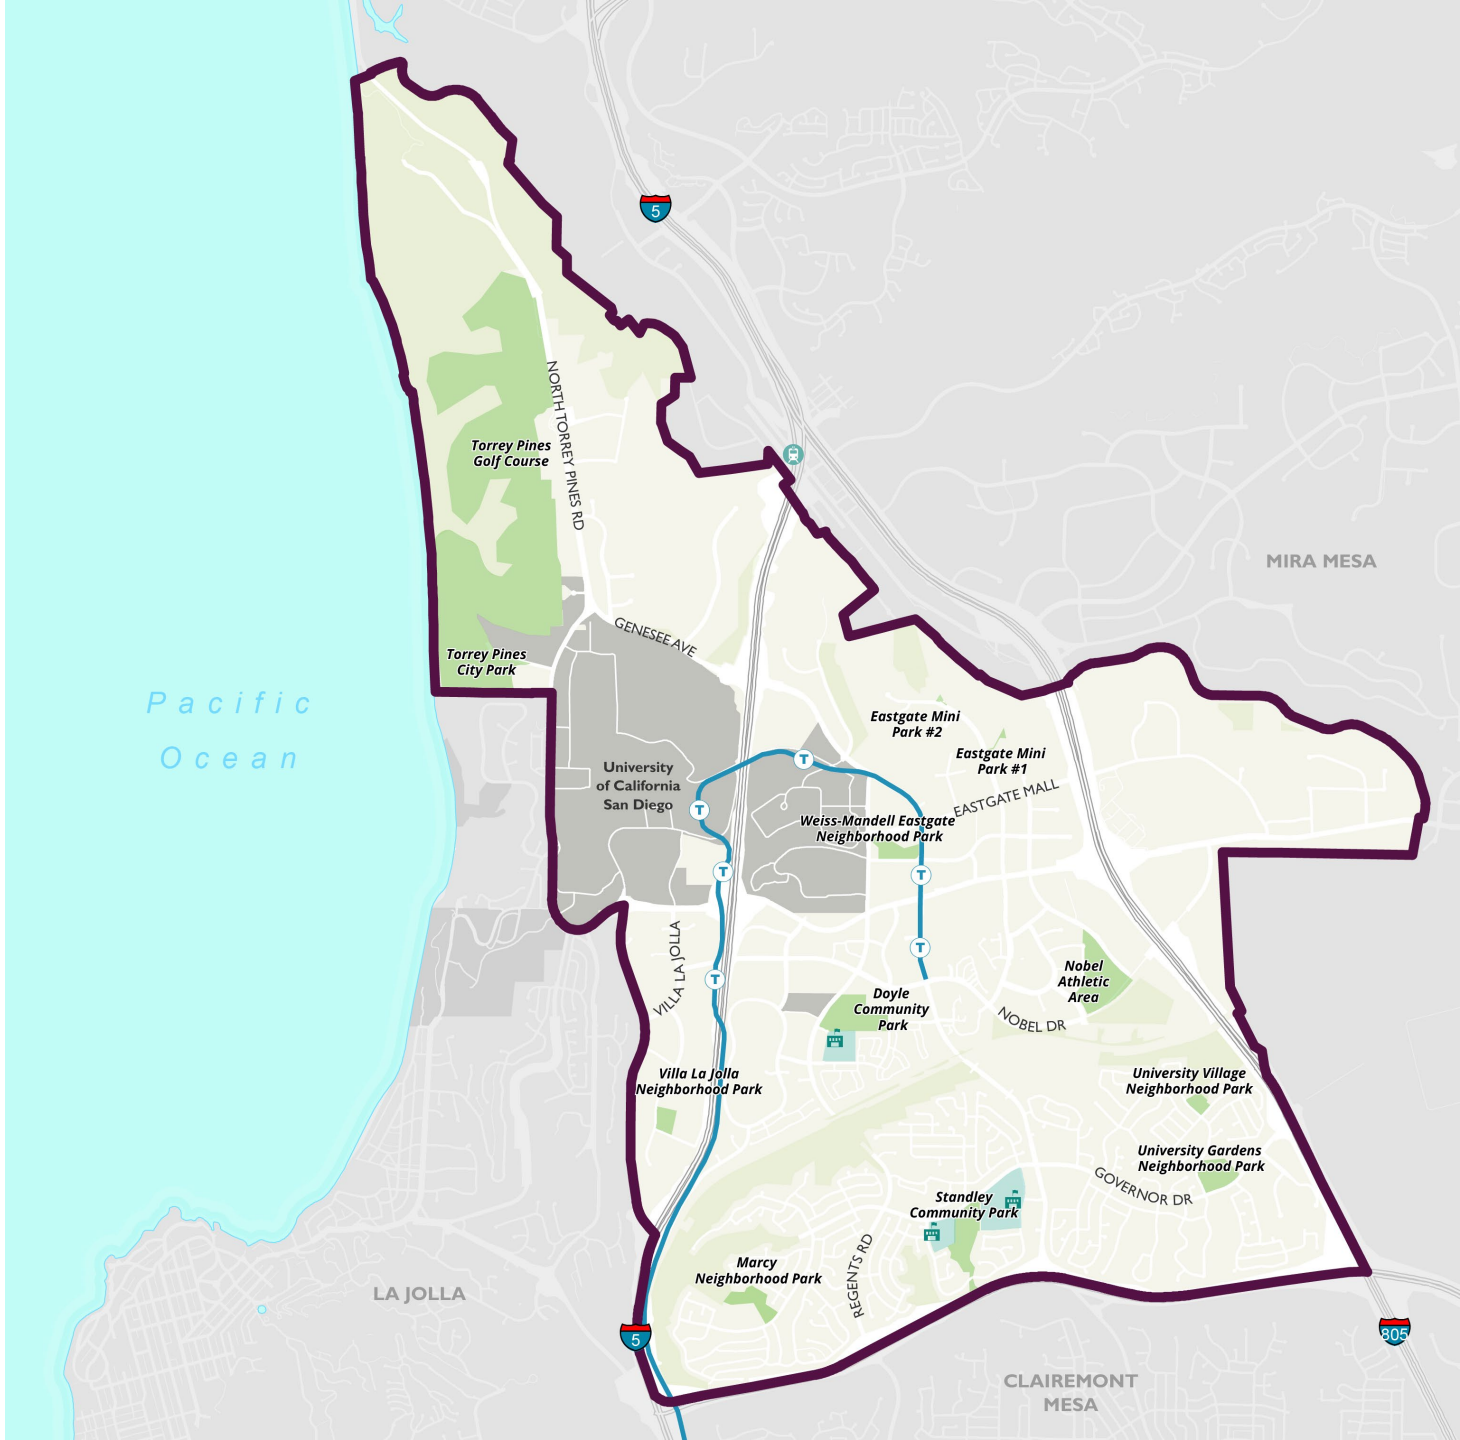 5
Torrey Pines
Golf Course
NORTH TORREY PINES RD
MIRA MESA
GENESEE AVE
Torrey Pines
City Park
Pacific
Ocean
Eastgate Mini
Park #2
Eastgate Mini
Park #1
University
of California
San Diego
T
T
EASTGATE MALL
Weiss-Mandell Eastgate
Neighborhood Park
T
T
VILLA LA JOLLA
T
T
Nobel
Athletic
Area
Doyle
Community
Park
NOBEL DR
Villa La Jolla
Neighborhood Park
University Village
Neighborhood Park
University Gardens
Neighborhood Park
GOVERNOR DR
Standley
Community Park
REGENTS RD
Marcy
Neighborhood Park
LA JOLLA
5
805
CLAIREMONT
MESA